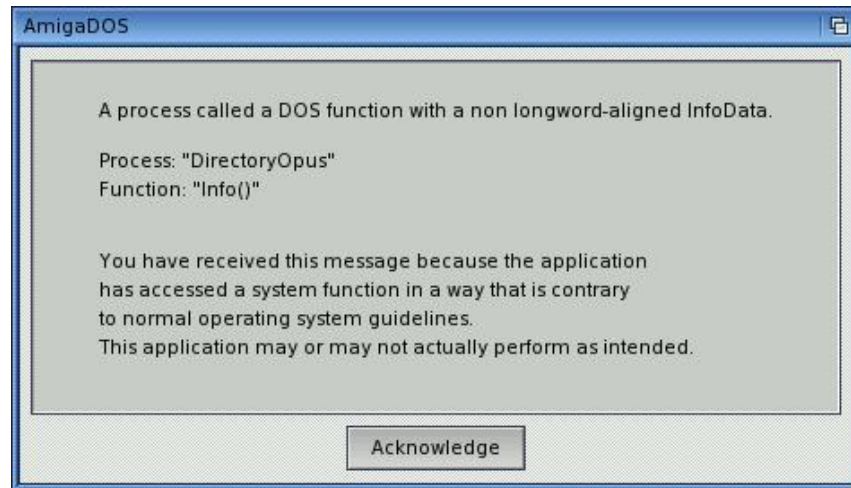 AmigaDOS
A process called a DOS function with a non longword-aligned InfoData.
Process: "DirectoryOpus"
Function: "Info()"
You have received this message because the application
has accessed a system function in a way that is contrary
to normal operating system guidelines.
This application may or may not actually perform as intended.
Acknowledge